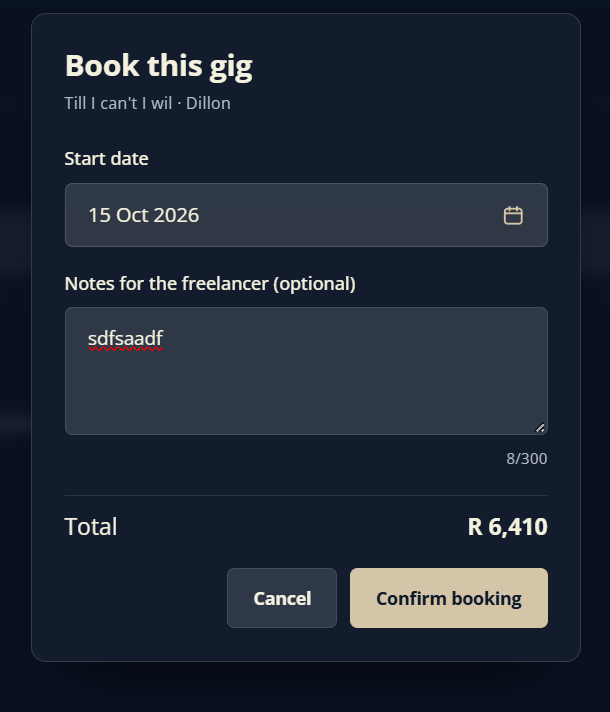 Book this gig
Till I can't I wil · Dillon
Start date
15 Oct 2026
Notes for the freelancer (optional)
sdfsaadf
8/300
Total R 6,410
Cancel Confirm booking